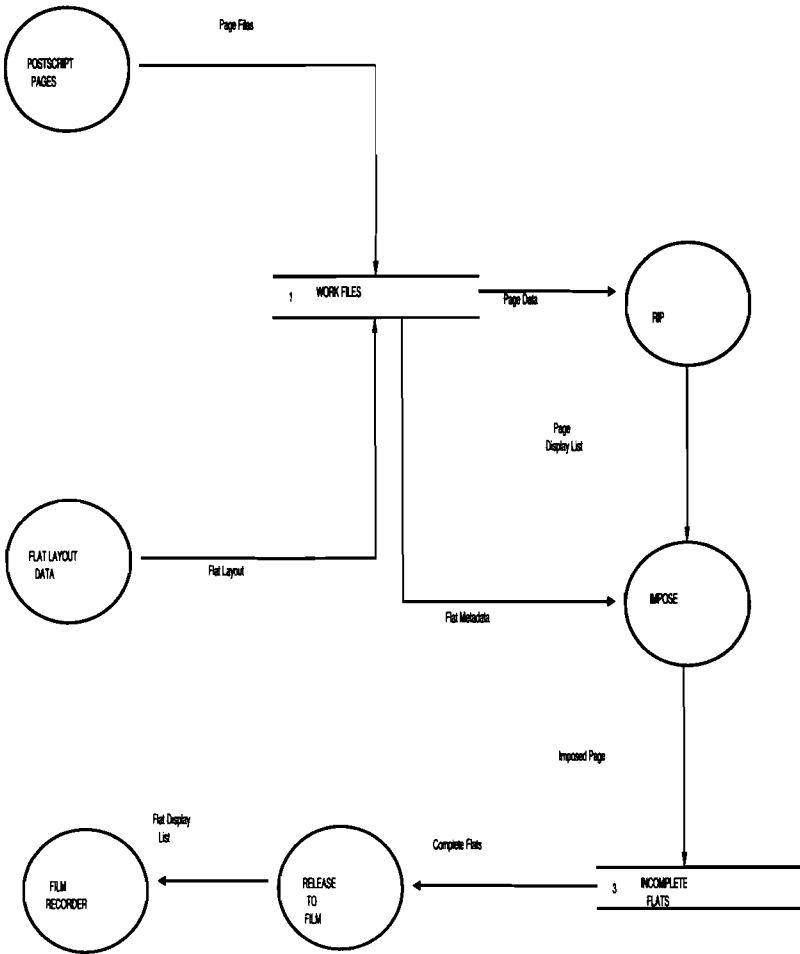 Page Files
POSTSCRIPT
PAGES
1 WORK FILES
Page Data
RIP
Page
Display List
FLAT LAYOUT
DATA
Flat Layout
IMPOSE
Flat Metadata
Imposed Page
Flat Display
List
Complete Flats
FILM
RECORDER
RELEASE
TO
FILM
3 INCOMPLETE
FLATS